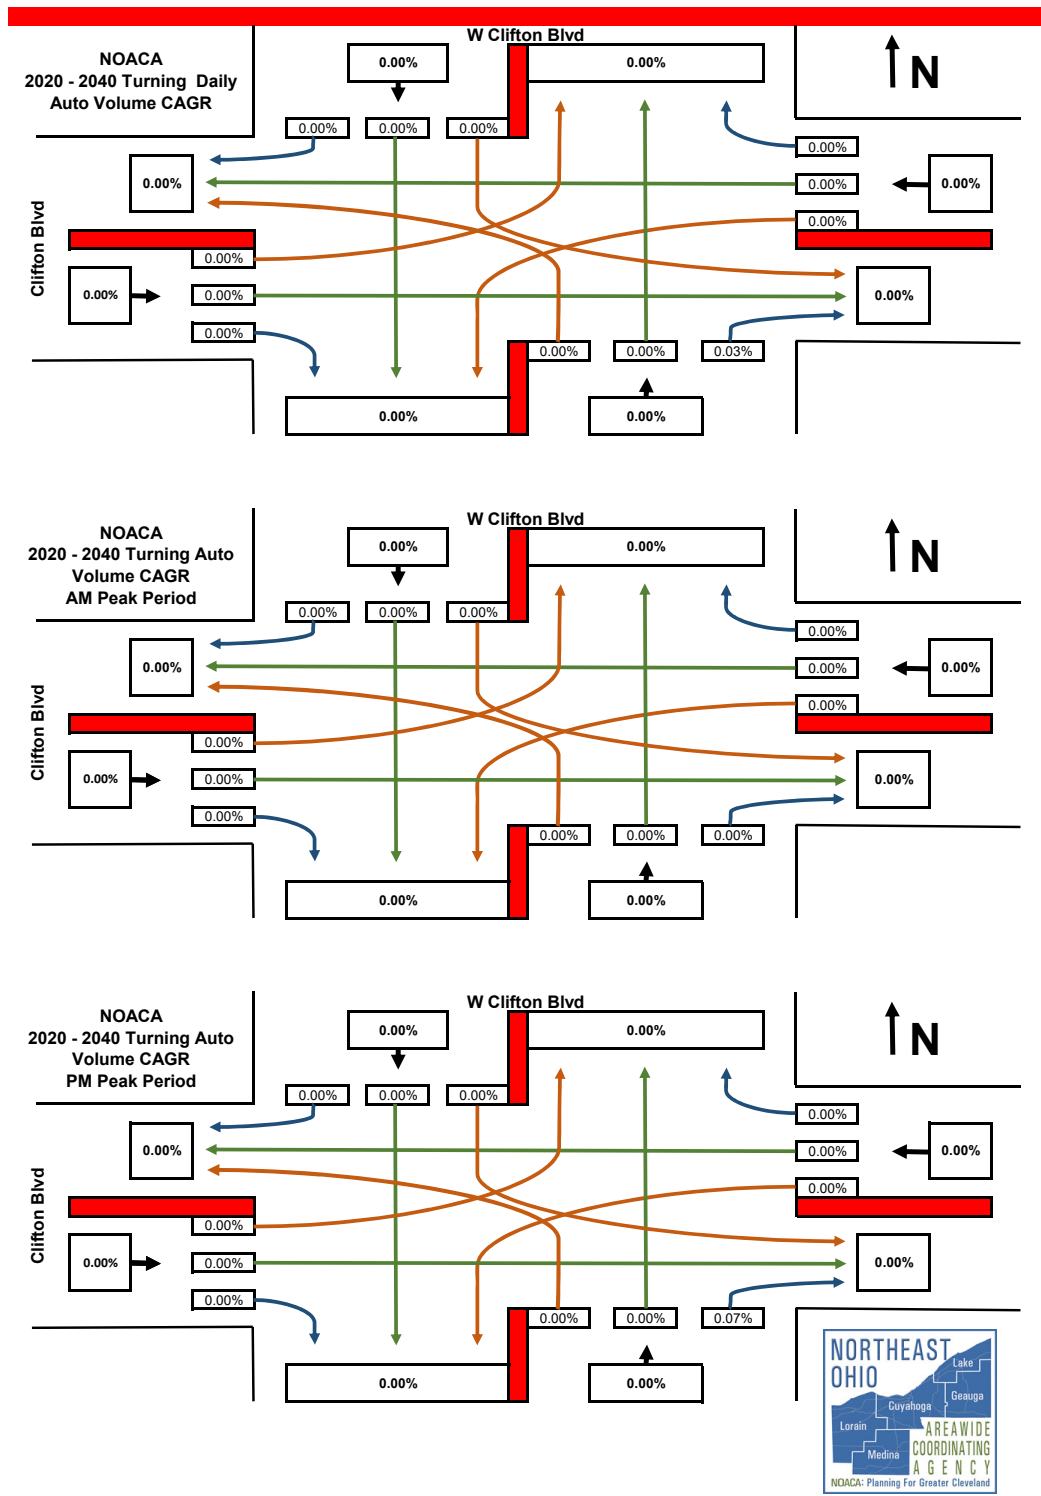 W Clifton Blvd
NOACA
2020 - 2040 Turning Daily
Auto Volume CAGR
0.00%
0.00%
N
0.00%
0.00%
0.00%
0.00%
0.00%
0.00%
0.00%
0.00%
Clifton Blvd
0.00%
0.00%
0.00%
0.00%
0.00%
0.00%
0.00%
0.00%
0.03%
0.00%
0.00%
W Clifton Blvd
NOACA
2020 - 2040 Turning Auto
Volume CAGR
AM Peak Period
0.00%
0.00%
N
0.00%
0.00%
0.00%
0.00%
0.00%
0.00%
0.00%
0.00%
Clifton Blvd
0.00%
0.00%
0.00%
0.00%
0.00%
0.00%
0.00%
0.00%
0.00%
0.00%
0.00%
W Clifton Blvd
NOACA
2020 - 2040 Turning Auto
Volume CAGR
PM Peak Period
0.00%
0.00%
N
0.00%
0.00%
0.00%
0.00%
0.00%
0.00%
0.00%
0.00%
Clifton Blvd
0.00%
0.00%
0.00%
0.00%
0.00%
0.00%
0.00%
0.00%
0.07%
0.00%
0.00%
NORTHEAST
OHIO
Lake
Geauga
Cuyahoga
Lorain
Medina
AREAWIDE
COORDINATING
AGENCY
NOACA: Planning For Greater Cleveland